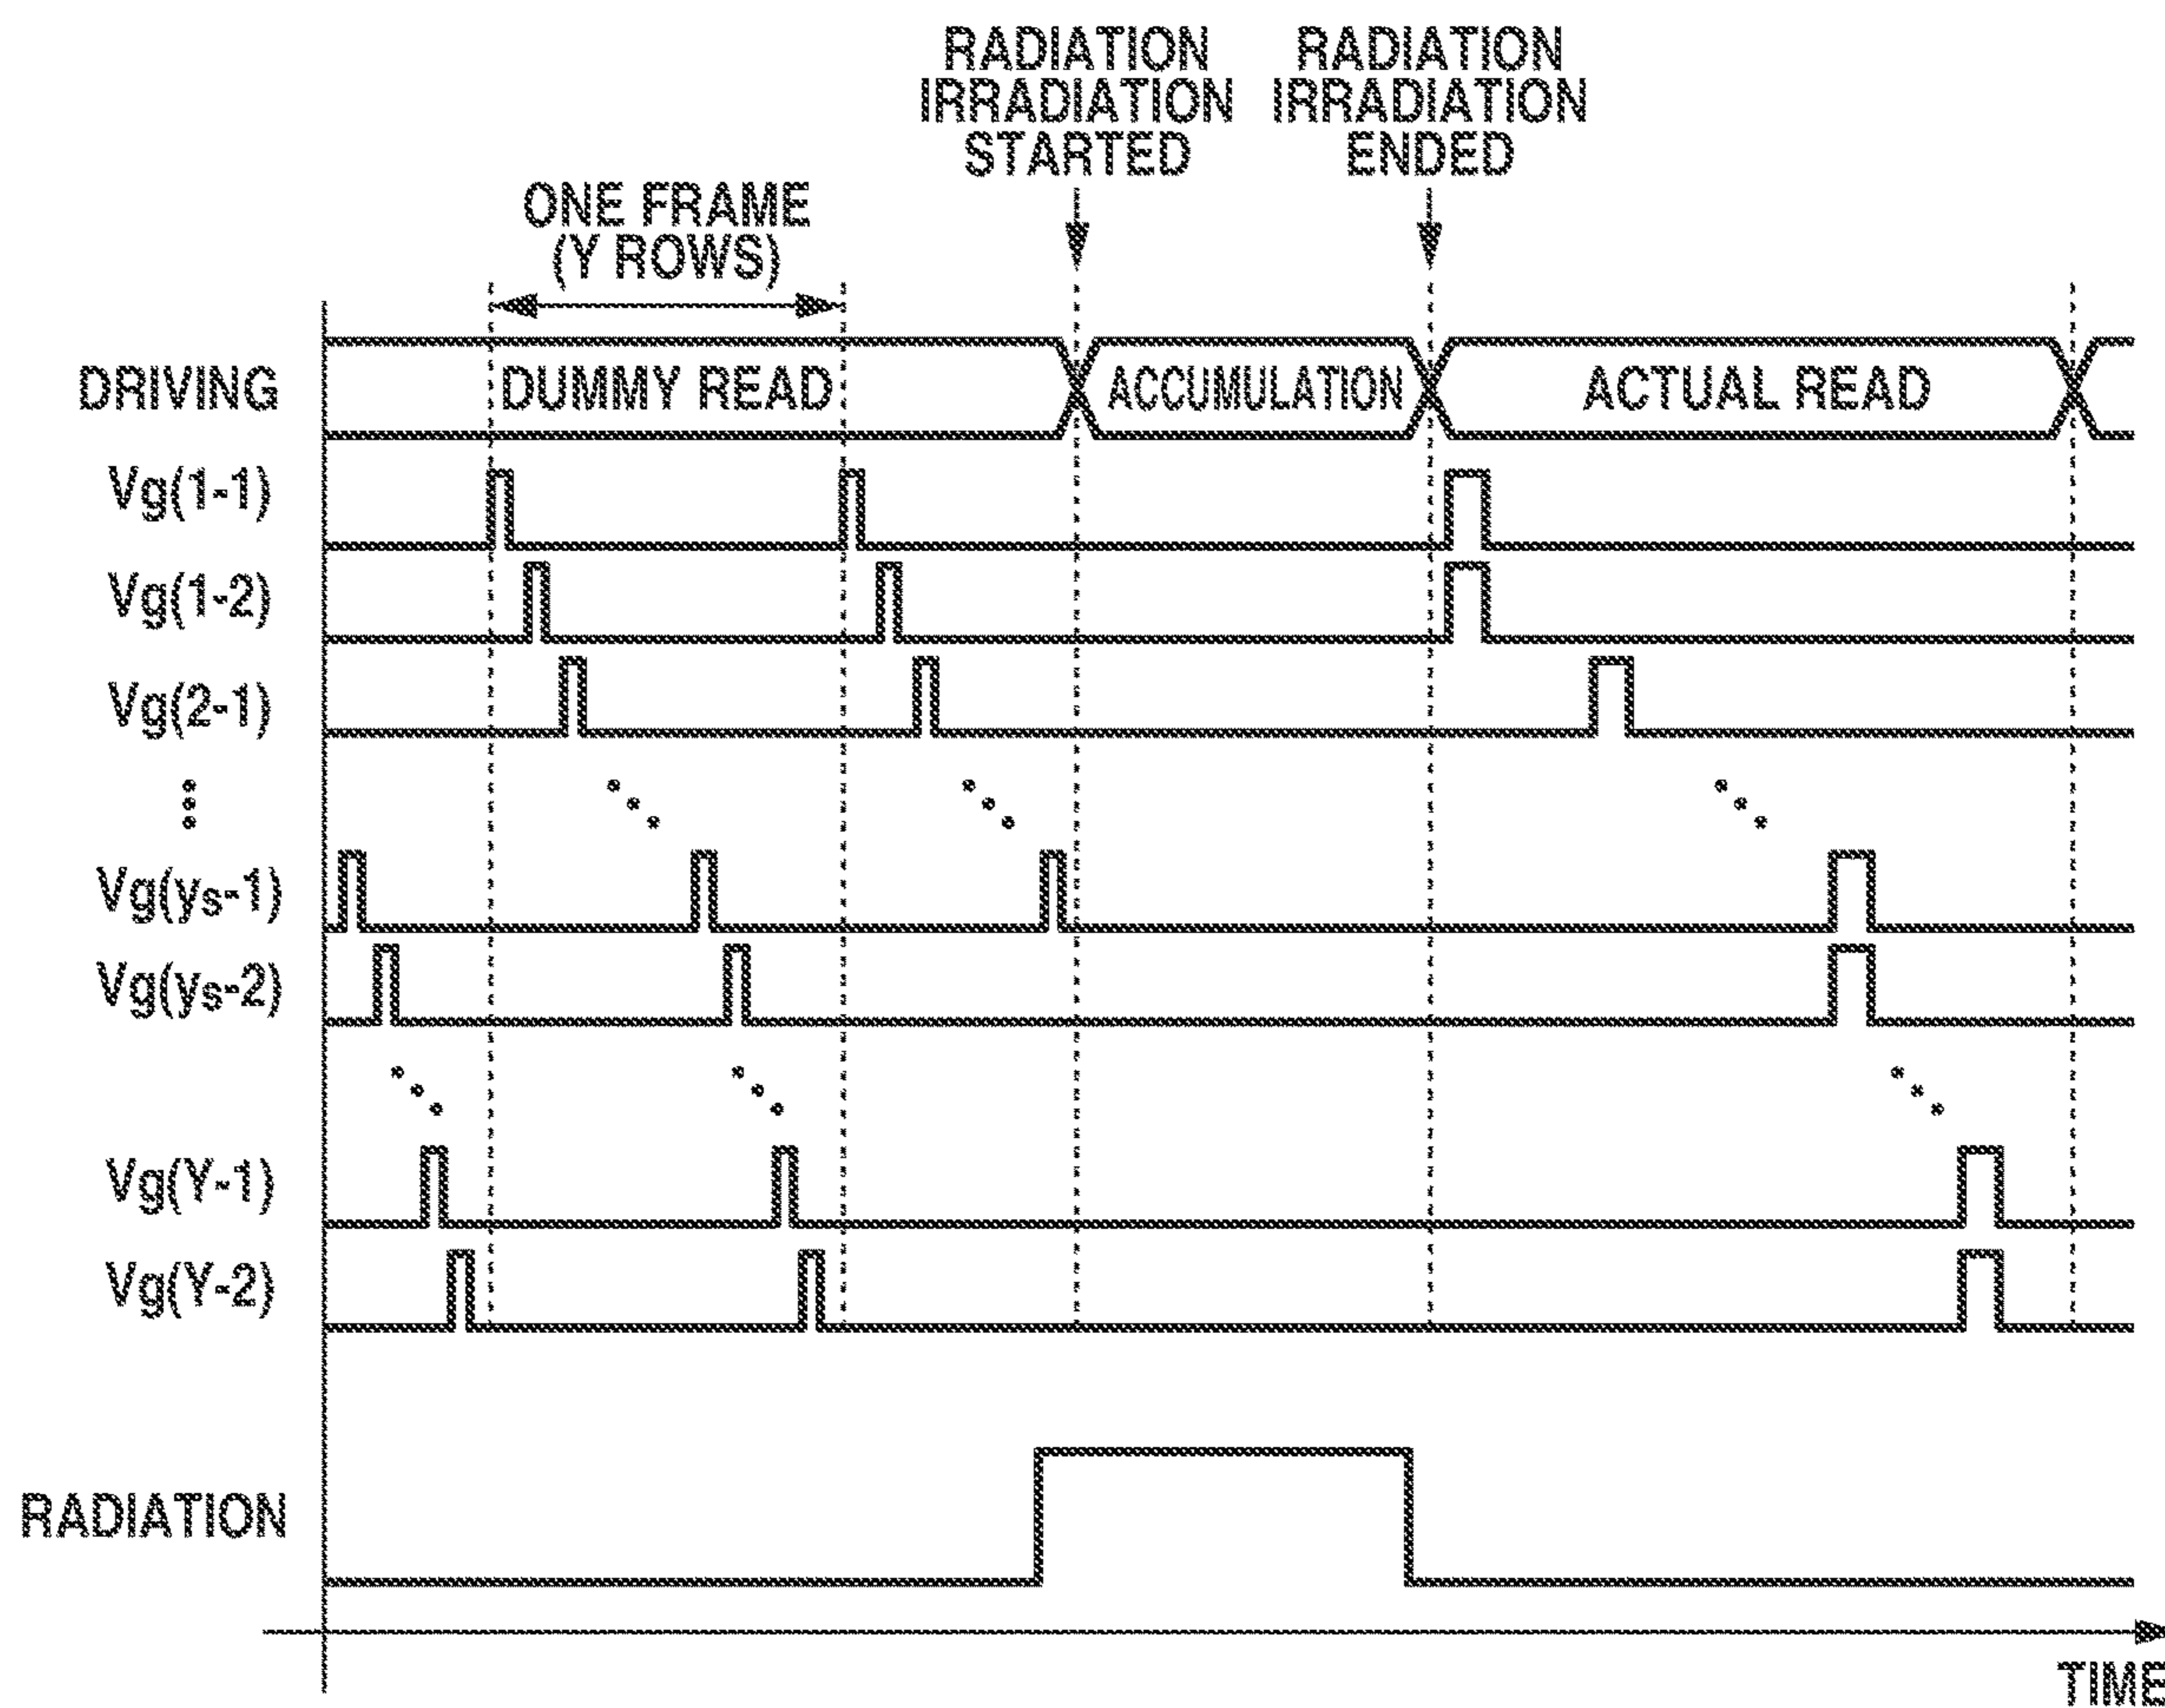 RADIATION
IRRADIATION
STARTED
RADIATION
IRRADIATION
ENDED
ONE FRAME
(Y ROWS)
DRIVING
DUMMY READ
ACCUMULATION
ACTUAL READ
Vg(1-1)
Vg(1-2)
Vg(2-1)
Vg(ys-1)
Vg(ys-2)
Vg(Y-1)
Vg(Y-2)
RADIATION
TIME